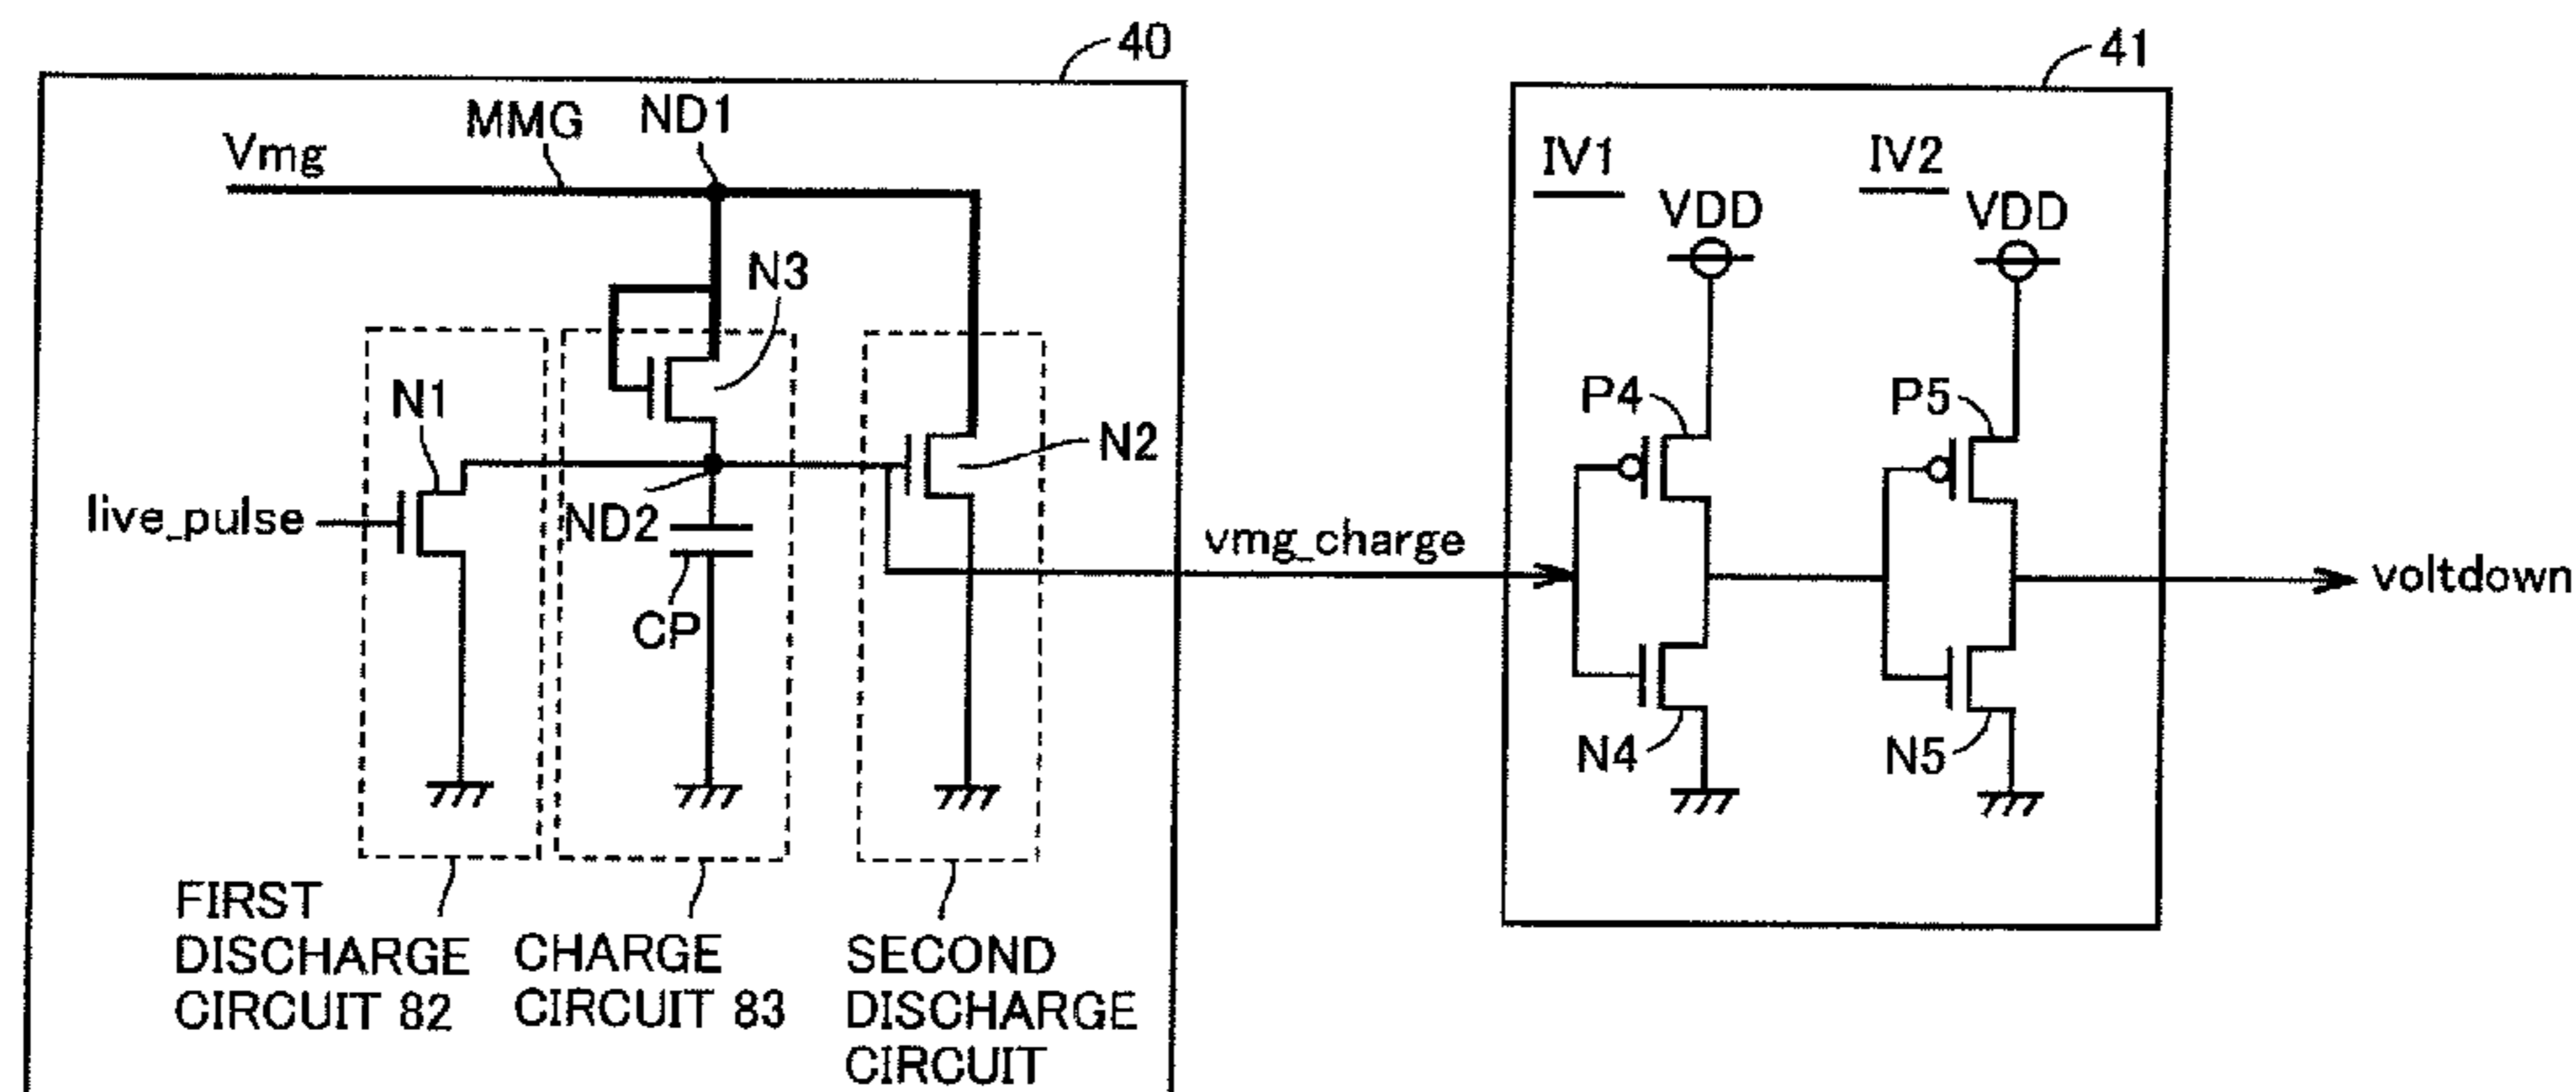 40
41
MMG
ND1
Vmg
IV1
IV2
VDD
VDD
N3
N1
P4
P5
N2
live_pulse
ND2
vmg_charge
voltdown
CP
N4
N5
FIRST
DISCHARGE
CIRCUIT 82
CHARGE
CIRCUIT 83
SECOND
DISCHARGE
CIRCUIT